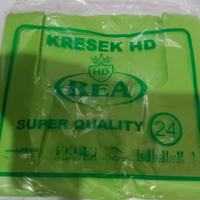 KRESEK HD
HD
REA
SUPER QUALITY 24